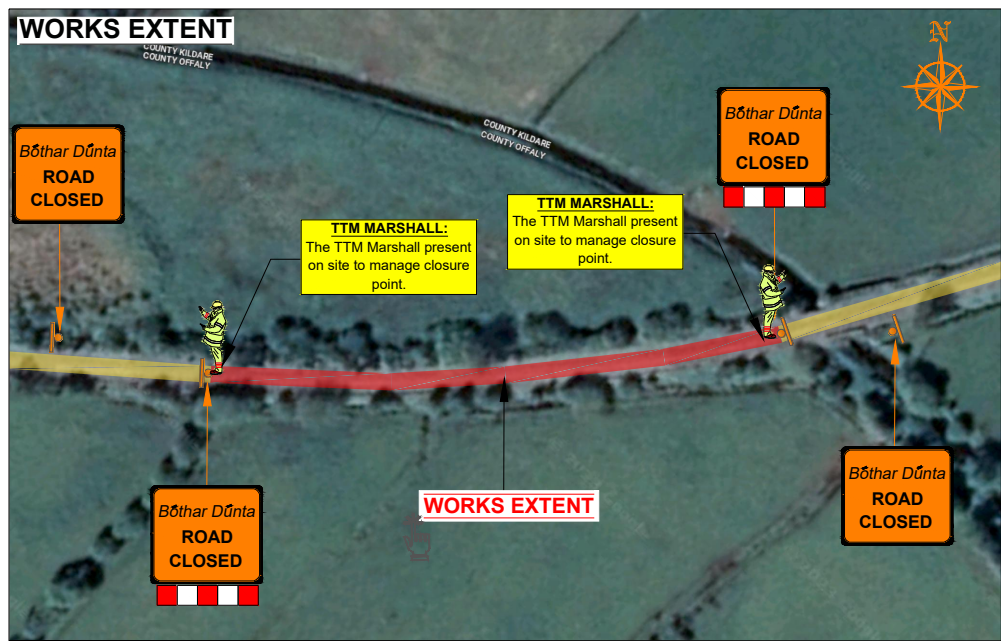 WORKS EXTENT
COUNTY KILDARE
COUNTY OFFALY
N
Bóthar Dúnta
ROAD
CLOSED
Bóthar Dúnta
ROAD
CLOSED
COUNTY KILDARE
COUNTY OFFALY
TTM MARSHALL:
The TTM Marshall present
on site to manage closure
point.
TTM MARSHALL:
The TTM Marshall present
on site to manage closure
point.
Bóthar Dúnta
ROAD
CLOSED
WORKS EXTENT
Bóthar Dúnta
ROAD
CLOSED